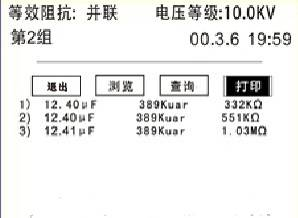 等效阻抗: 并联 电压等级:10.0KV
第2组 00.3.6 19:59
退出 浏览 查询 打印
1) 12.40μF 389Kuar 332KΩ
2) 12.40μF 389Kuar 551KΩ
3) 12.41μF 389Kuar 1.03MΩ